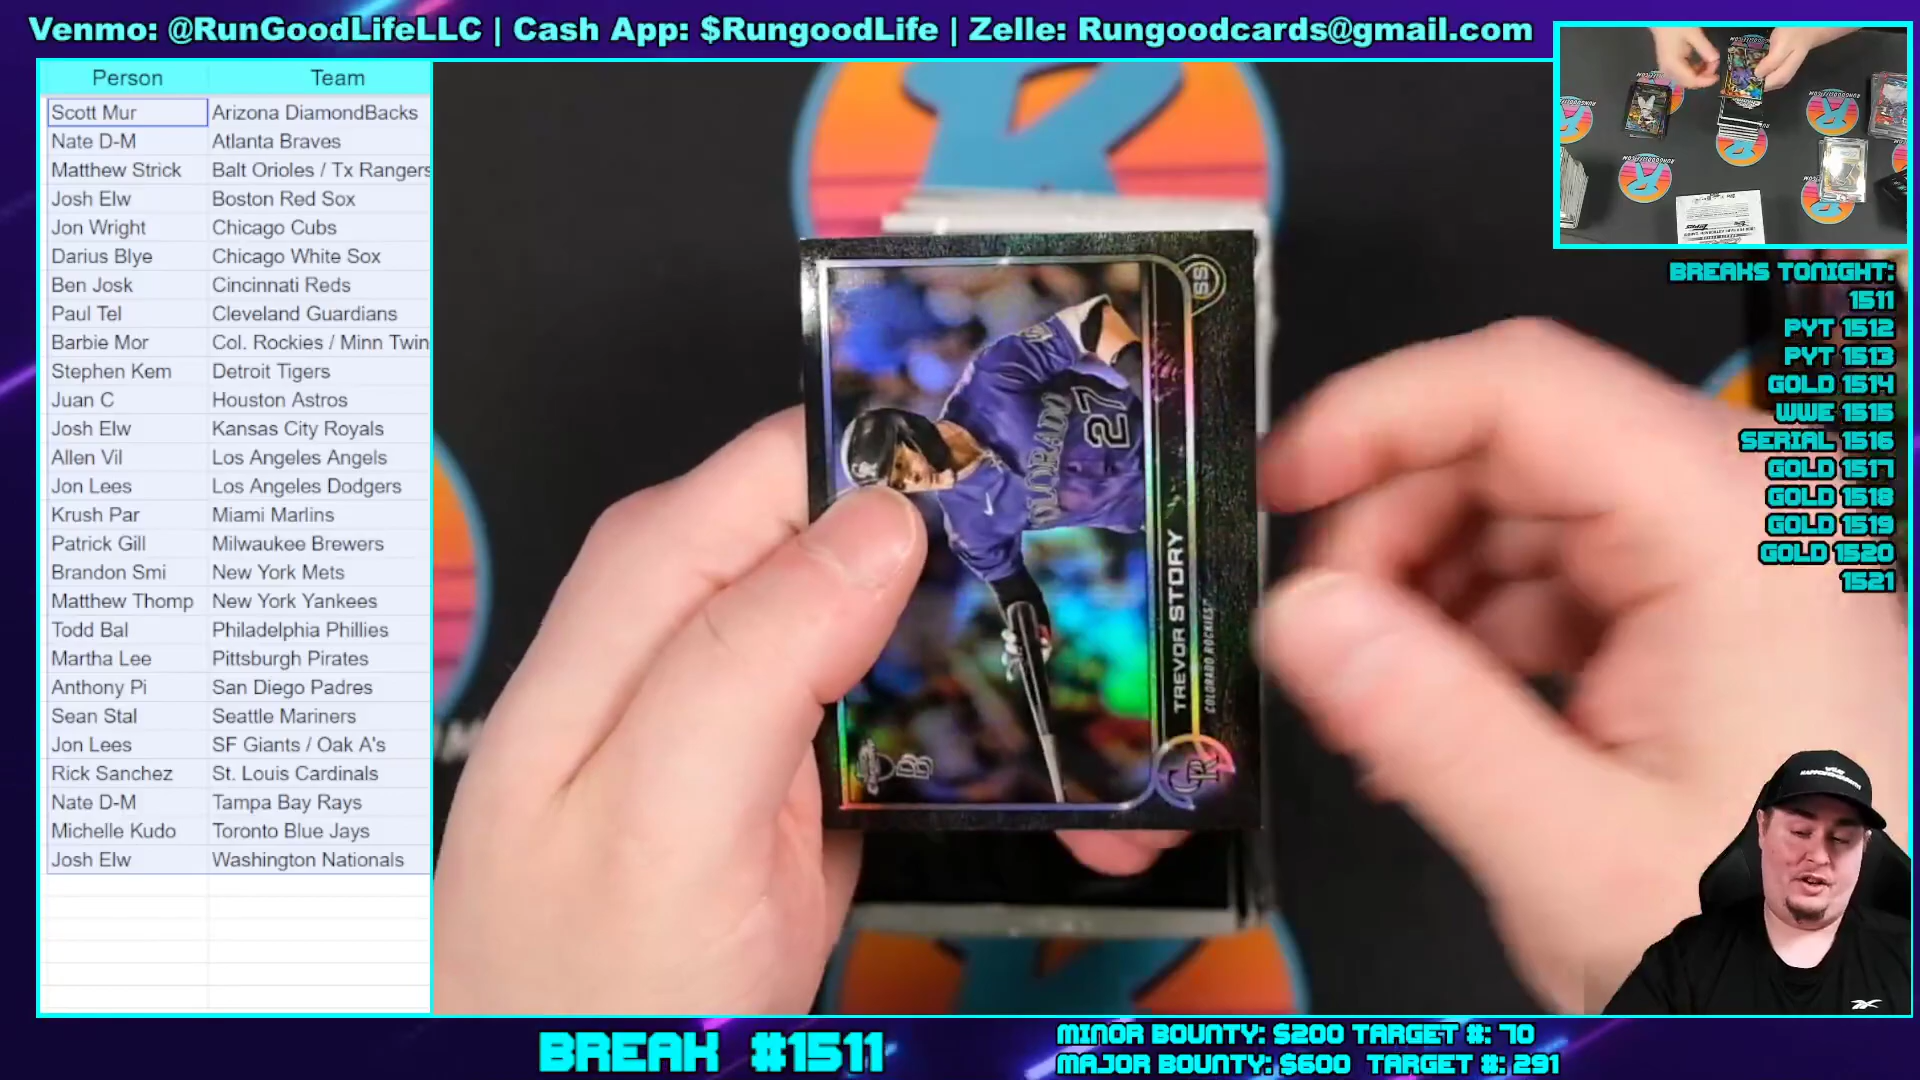 Venmo: @RunGoodLifeLLC | Cash App: $RungoodLife | Zelle: Rungoodcards@gmail.com
Person Team
Scott Mur Arizona DiamondBacks
Nate D-M Atlanta Braves
Matthew Strick Balt Orioles / Tx Rangers
Josh Elw Boston Red Sox
Jon Wright Chicago Cubs
Darius Blye Chicago White Sox
Ben Josk Cincinnati Reds
Paul Tel Cleveland Guardians
Barbie Mor Col. Rockies / Minn Twin
Stephen Kem Detroit Tigers
Juan C Houston Astros
Josh Elw Kansas City Royals
Allen Vil Los Angeles Angels
Jon Lees Los Angeles Dodgers
Krush Par Miami Marlins
Patrick Gill Milwaukee Brewers
Brandon Smi New York Mets
Matthew Thomp New York Yankees
Todd Bal Philadelphia Phillies
Martha Lee Pittsburgh Pirates
Anthony Pi San Diego Padres
Sean Stal Seattle Mariners
Jon Lees SF Giants / Oak A's
Rick Sanchez St. Louis Cardinals
Nate D-M Tampa Bay Rays
Michelle Kudo Toronto Blue Jays
Josh Elw Washington Nationals
SS
COLORADO
27
TREVOR STORY
COLORADO ROCKIES
CR
BREAKS TONIGHT:
1511
PYT 1512
PYT 1513
GOLD 1514
WWE 1515
SERIAL 1516
GOLD 1517
GOLD 1518
GOLD 1519
GOLD 1520
1521
BREAK #1511
MINOR BOUNTY: $200 TARGET #: 70
MAJOR BOUNTY: $600 TARGET #: 291